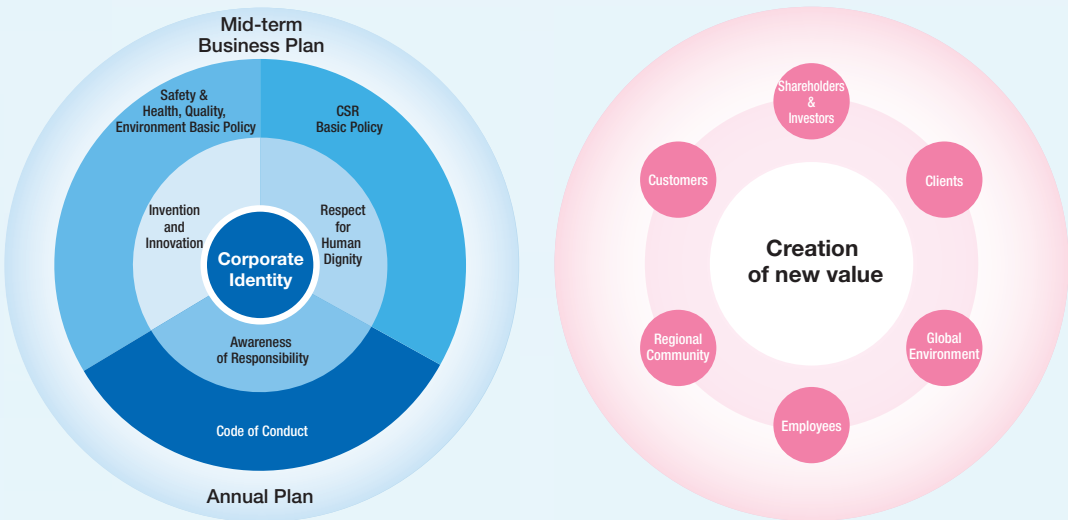 Mid-term
Business Plan
Safety &
Health, Quality,
Environment Basic Policy
CSR
Basic Policy
Invention
and
Innovation
Respect
for
Human
Dignity
Corporate
Identity
Awareness
of Responsibility
Code of Conduct
Annual Plan
Shareholders
&
Investors
Customers
Clients
Creation
of new value
Regional
Community
Global
Environment
Employees